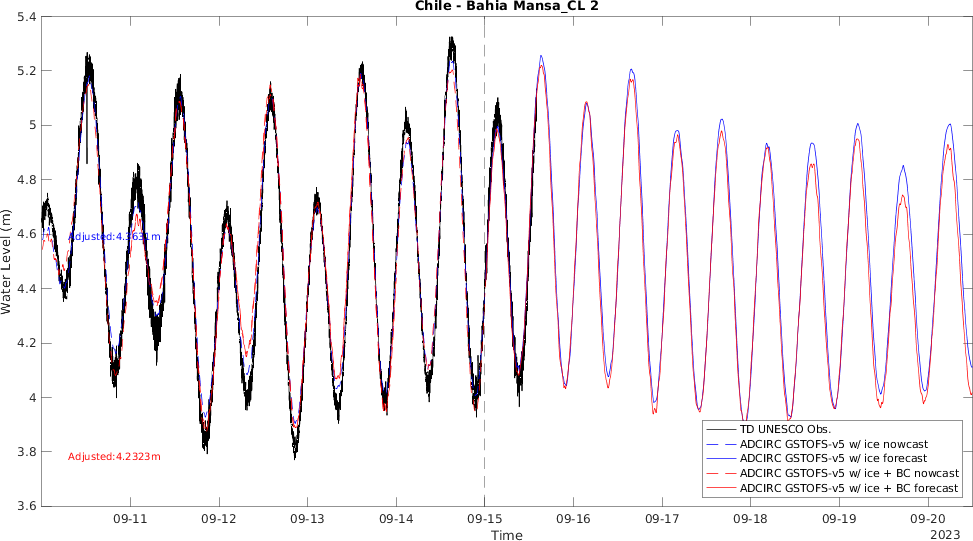 Chile - Bahia Mansa_CL 2
5.4
5.2
5
4.8
4.6
4.4
4.2
4
3.8
3.6
Water Level (m)
Adjusted:4.3631m
Adjusted:4.2323m
TD UNESCO Obs.
ADCIRC GSTOFS-v5 w/ ice nowcast
ADCIRC GSTOFS-v5 w/ ice forecast
ADCIRC GSTOFS-v5 w/ ice + BC nowcast
ADCIRC GSTOFS-v5 w/ ice + BC forecast
09-11 09-12 09-13 09-14 09-15 09-16 09-17 09-18 09-19 09-20
Time
2023